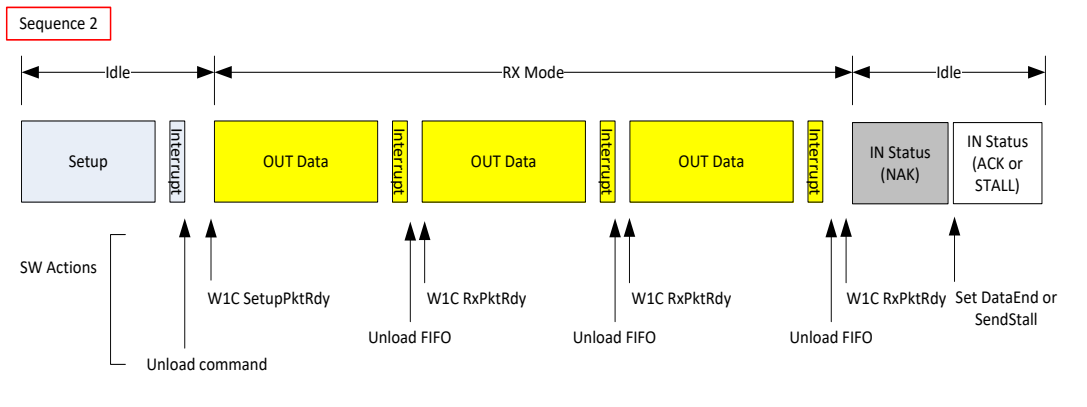 Sequence 2
Idle
RX Mode
Idle
Setup
Interrupt
OUT Data
Interrupt
OUT Data
Interrupt
OUT Data
Interrupt
IN Status
(NAK)
IN Status
(ACK or
STALL)
SW Actions
W1C SetupPktRdy
W1C RxPktRdy
W1C RxPktRdy
W1C RxPktRdy
Set DataEnd or
SendStall
Unload FIFO
Unload FIFO
Unload FIFO
Unload command